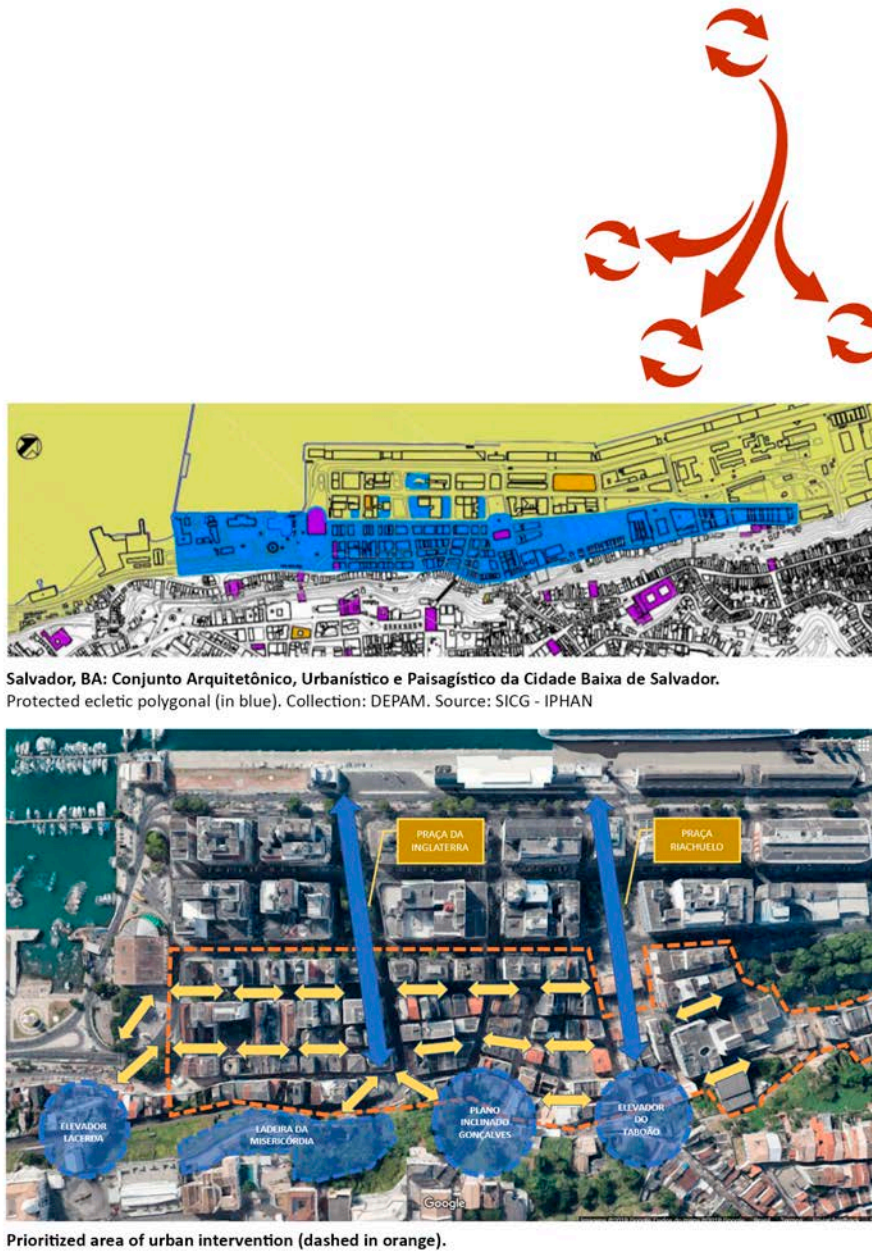 Salvador, BA: Conjunto Arquitetônico, Urbanístico e Paisagístico da Cidade Baixa de Salvador.
Protected ecletic polygonal (in blue). Collection: DEPAM. Source: SICG - IPHAN
PRAÇA DA
INGLATERRA
PRAÇA
RIACHUELO
ELEVADOR
LACERDA
LADEIRA DA
MISERICÓRDIA
PLANO
INCLINADO
GONÇALVES
ELEVADOR
DO
TABOÃO
Google
Prioritized area of urban intervention (dashed in orange).